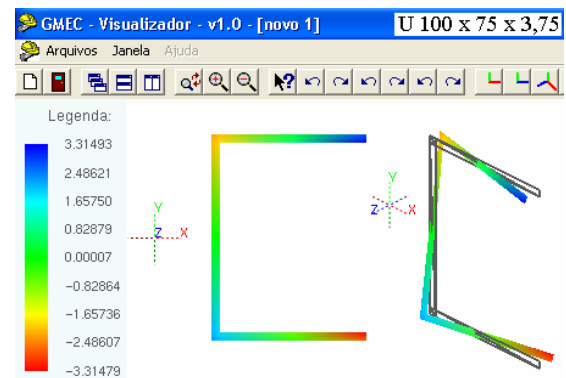 GMEC - Visualizador - v1.0 - [novo 1]
U 100 x 75 x 3,75
Arquivos Janela Ajuda
Legenda:
3.31493
2.48621
1.65750
0.82879
0.00007
-0.82864
-1.65736
-2.48607
-3.31479
Y
Z X
Y
Z X